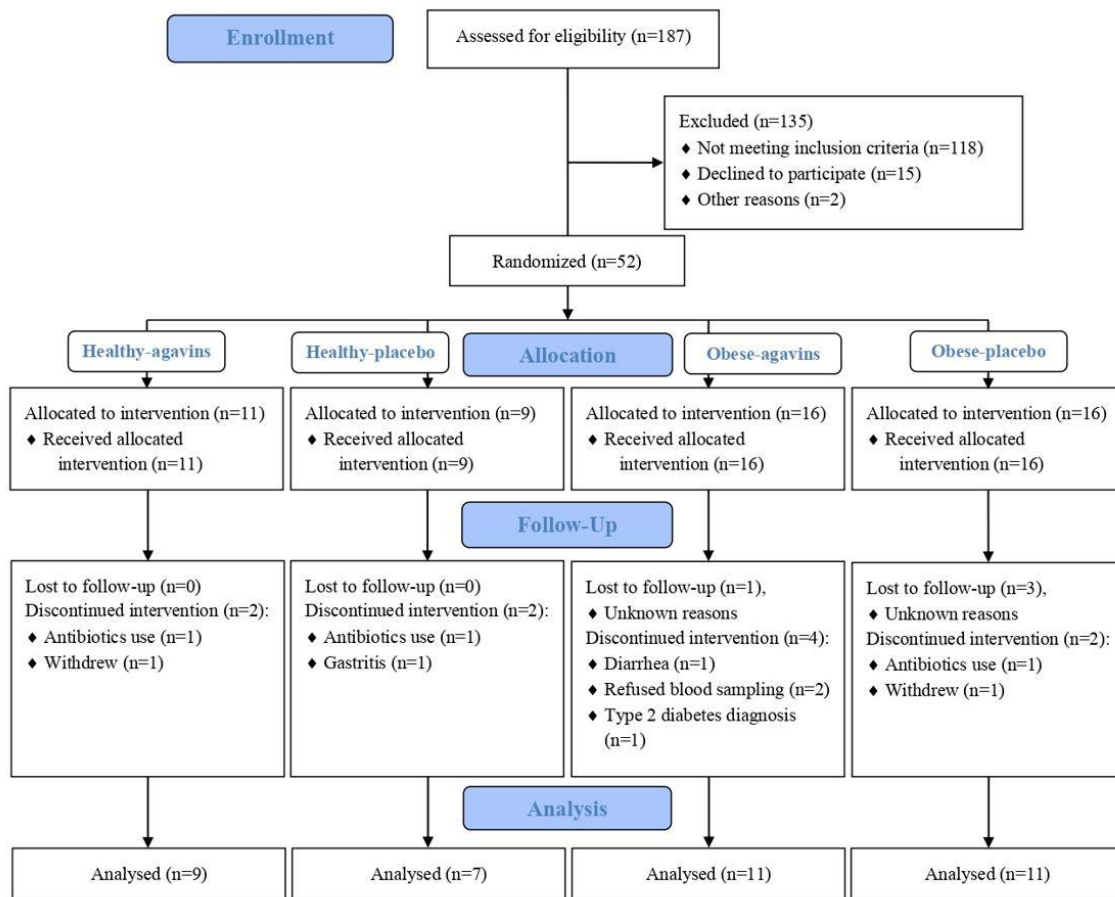 Enrollment
Assessed for eligibility (n=187)
Excluded (n=135)
♦ Not meeting inclusion criteria (n=118)
♦ Declined to participate (n=15)
♦ Other reasons (n=2)
Randomized (n=52)
Healthy-agavins
Healthy-placebo
Allocation
Obese-agavins
Obese-placebo
Allocated to intervention (n=11)
♦ Received allocated
intervention (n=11)
Allocated to intervention (n=9)
♦ Received allocated
intervention (n=9)
Allocated to intervention (n=16)
♦ Received allocated
intervention (n=16)
Allocated to intervention (n=16)
♦ Received allocated
intervention (n=16)
Follow-Up
Lost to follow-up (n=0)
Discontinued intervention (n=2):
♦ Antibiotics use (n=1)
♦ Withdrew (n=1)
Lost to follow-up (n=0)
Discontinued intervention (n=2):
♦ Antibiotics use (n=1)
♦ Gastritis (n=1)
Lost to follow-up (n=1),
♦ Unknown reasons
Discontinued intervention (n=4):
♦ Diarrhea (n=1)
♦ Refused blood sampling (n=2)
♦ Type 2 diabetes diagnosis
(n=1)
Lost to follow-up (n=3),
♦ Unknown reasons
Discontinued intervention (n=2):
♦ Antibiotics use (n=1)
♦ Withdrew (n=1)
Analysis
Analysed (n=9)
Analysed (n=7)
Analysed (n=11)
Analysed (n=11)